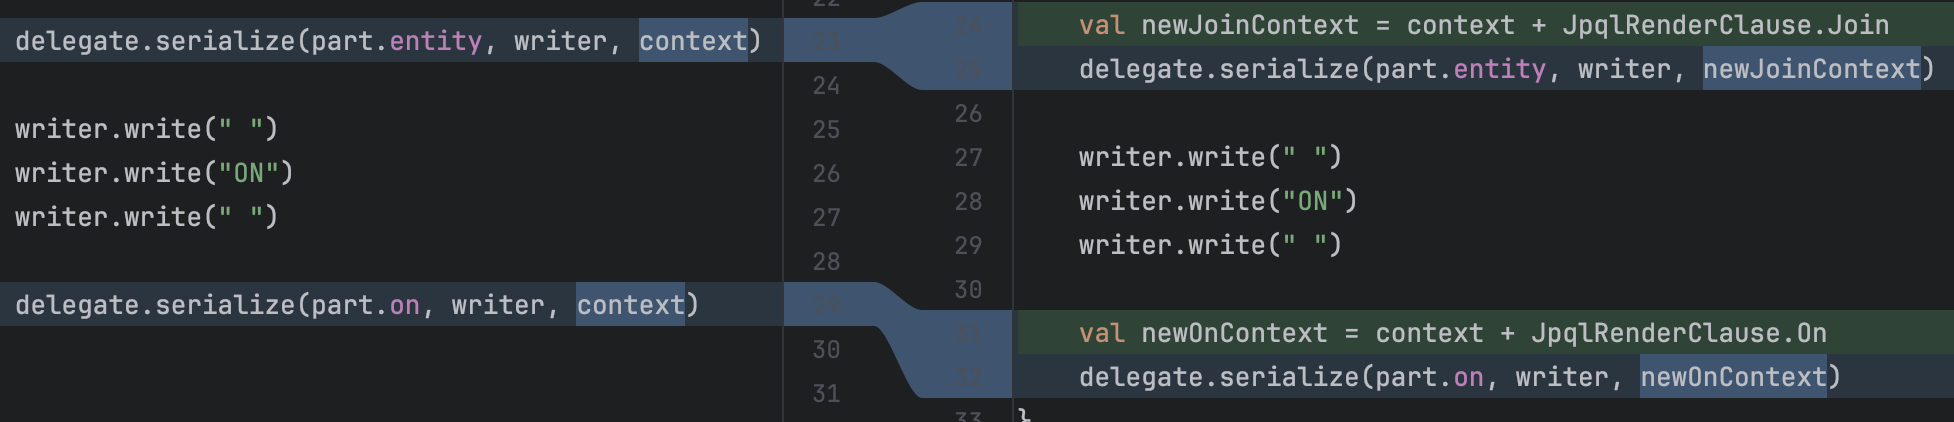 delegate.serialize(part.entity, writer, context)
writer.write(" ")
writer.write("ON")
writer.write(" ")
delegate.serialize(part.on, writer, context)
22
23
24
25
26
27
28
29
30
31
24
25
26
27
28
29
30
31
32
33
val newJoinContext = context + JpqlRenderClause.Join
delegate.serialize(part.entity, writer, newJoinContext)
writer.write(" ")
writer.write("ON")
writer.write(" ")
val newOnContext = context + JpqlRenderClause.On
delegate.serialize(part.on, writer, newOnContext)
}